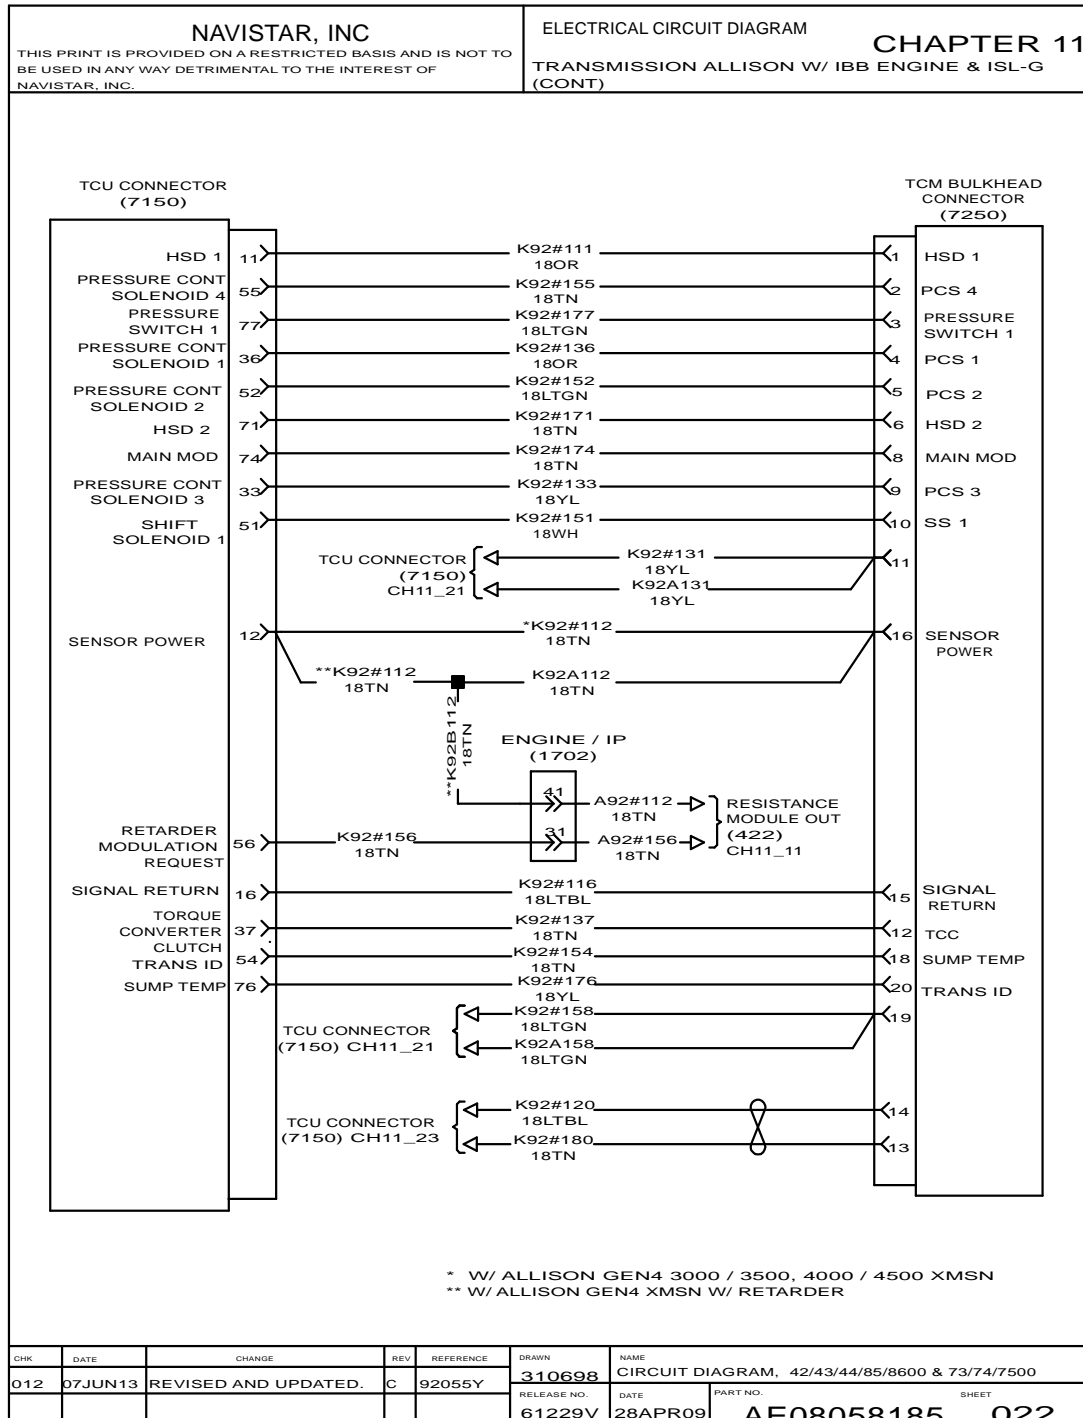 NAVISTAR, INC
THIS PRINT IS PROVIDED ON A RESTRICTED BASIS AND IS NOT TO
BE USED IN ANY WAY DETRIMENTAL TO THE INTEREST OF
NAVISTAR, INC.
ELECTRICAL CIRCUIT DIAGRAM
CHAPTER 11
TRANSMISSION ALLISON W/ IBB ENGINE & ISL-G
(CONT)
TCU CONNECTOR
(7150)
TCM BULKHEAD
CONNECTOR
(7250)
HSD 1 11 K92#111 1 HSD 1
18OR
PRESSURE CONT
SOLENOID 4 55 K92#155 2 PCS 4
18TN
PRESSURE
SWITCH 1 77 K92#177 3 PRESSURE
SWITCH 1
18LTGN
PRESSURE CONT
SOLENOID 1 36 K92#136 4 PCS 1
18OR
PRESSURE CONT
SOLENOID 2 52 K92#152 5 PCS 2
18LTGN
HSD 2 71 K92#171 6 HSD 2
18TN
MAIN MOD 74 K92#174 8 MAIN MOD
18TN
PRESSURE CONT
SOLENOID 3 33 K92#133 9 PCS 3
18YL
SHIFT
SOLENOID 1 51 K92#151 10 SS 1
18WH
TCU CONNECTOR
(7150)
CH11_21
K92#131 11
18YL
K92A131
18YL
SENSOR POWER 12 *K92#112 16 SENSOR
POWER
18TN
**K92#112
18TN
K92A112
18TN
**K92B112
18TN
ENGINE / IP
(1702)
41 A92#112
18TN
RESISTANCE
MODULE OUT
(422)
CH11_11
RETARDER
MODULATION
REQUEST
56 K92#156
18TN
31 A92#156
18TN
SIGNAL RETURN 16 K92#116 15 SIGNAL
RETURN
18LTBL
TORQUE
CONVERTER
CLUTCH
37 K92#137 12 TCC
18TN
TRANS ID 54 K92#154 18 SUMP TEMP
18TN
SUMP TEMP 76 K92#176 20 TRANS ID
18YL
TCU CONNECTOR
(7150) CH11_21
K92#158 19
18LTGN
K92A158
18LTGN
TCU CONNECTOR
(7150) CH11_23
K92#120 14
18LTBL
K92#180 13
18TN
* W/ ALLISON GEN4 3000 / 3500, 4000 / 4500 XMSN
** W/ ALLISON GEN4 XMSN W/ RETARDER
CHK DATE CHANGE REV REFERENCE DRAWN NAME
012 07JUN13 REVISED AND UPDATED. C 92055Y 310698 CIRCUIT DIAGRAM, 42/43/44/85/8600 & 73/74/7500
RELEASE NO. DATE PART NO. SHEET
61229V 28APR09 AE08058185 022